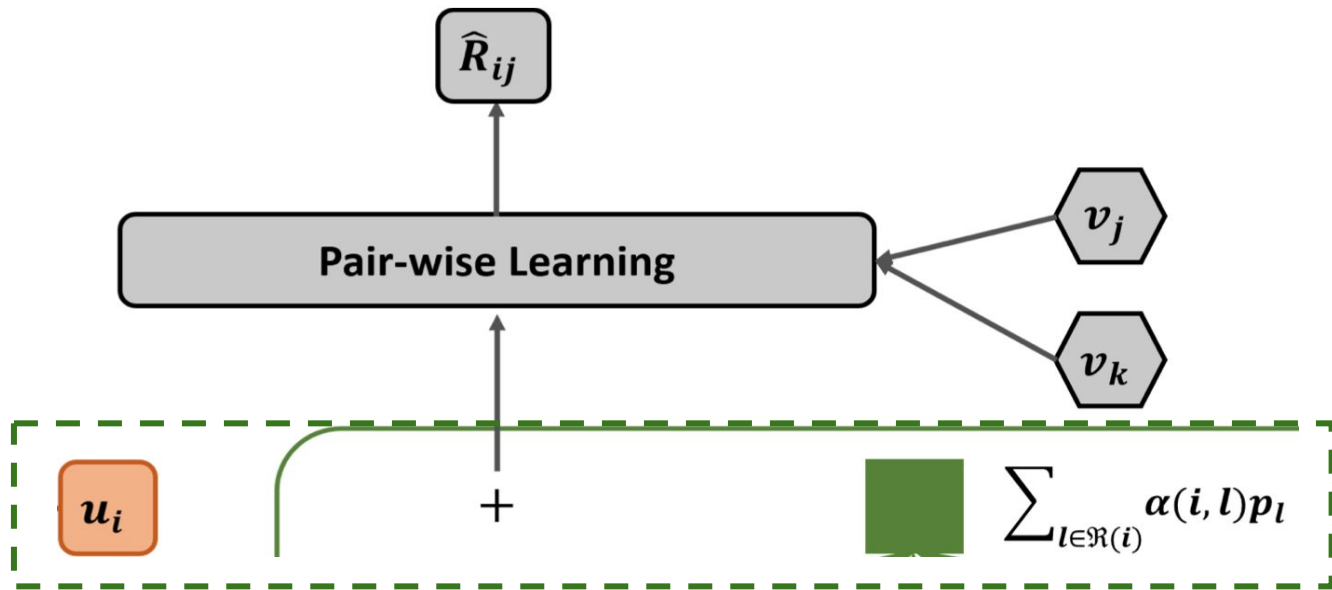 R̂ᵢⱼ
Pair-wise Learning
vⱼ
vₖ
uᵢ
+
∑_{l∈ℜ(i)} α(i, l)pₗ